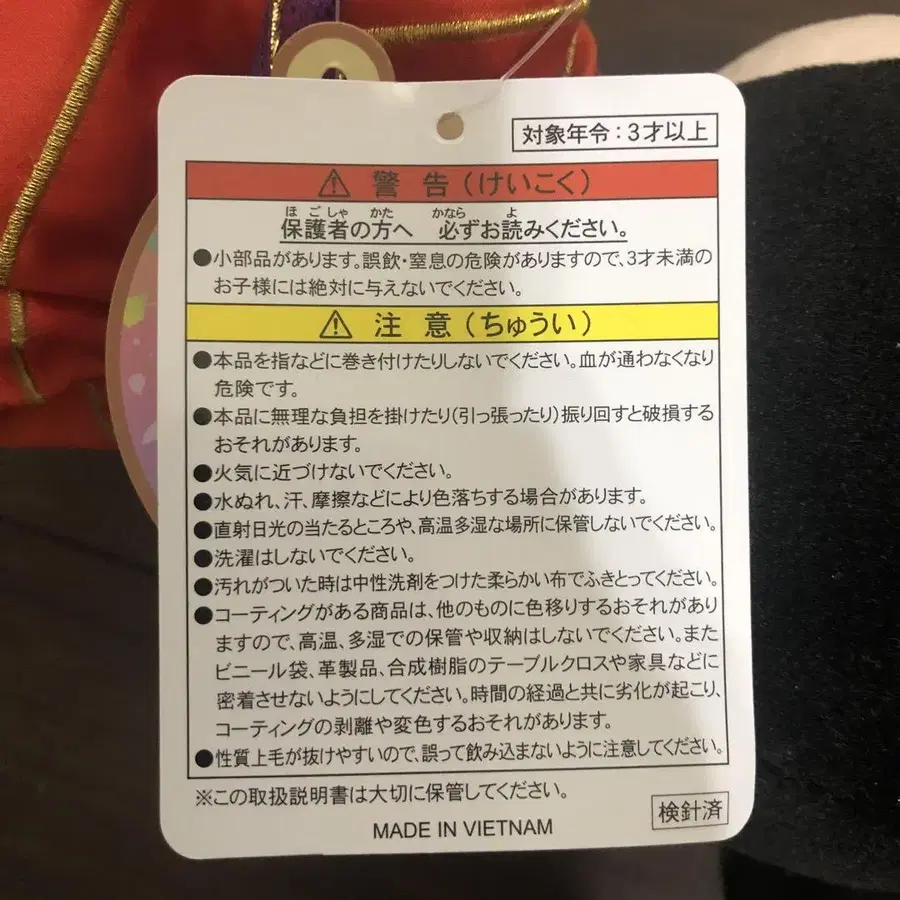 対象年令：3才以上
⚠ 警告（けいこく）
保護者の方へ 必ずお読みください。
●小部品があります。誤飲・窒息の危険がありますので、3才未満の
お子様には絶対に与えないでください。
⚠ 注意（ちゅうい）
●本品を指などに巻き付けたりしないでください。血が通わなくなり
危険です。
●本品に無理な負担を掛けたり（引っ張ったり）振り回すと破損する
おそれがあります。
●火気に近づけないでください。
●水ぬれ、汗、摩擦などにより色落ちする場合があります。
●直射日光の当たるところや、高温多湿な場所に保管しないでください。
●洗濯はしないでください。
●汚れがついた時は中性洗剤をつけた柔らかい布でふきとってください。
●コーティングがある商品は、他のものに色移りするおそれがあり
ますので、高温、多湿での保管や収納はしないでください。また
ビニール袋、革製品、合成樹脂のテーブルクロスや家具などに
密着させないようにしてください。時間の経過と共に劣化が起こり、
コーティングの剥離や変色するおそれがあります。
●性質上毛が抜けやすいので、誤って飲み込まないように注意してください。
※この取扱説明書は大切に保管してください。
検針済
MADE IN VIETNAM